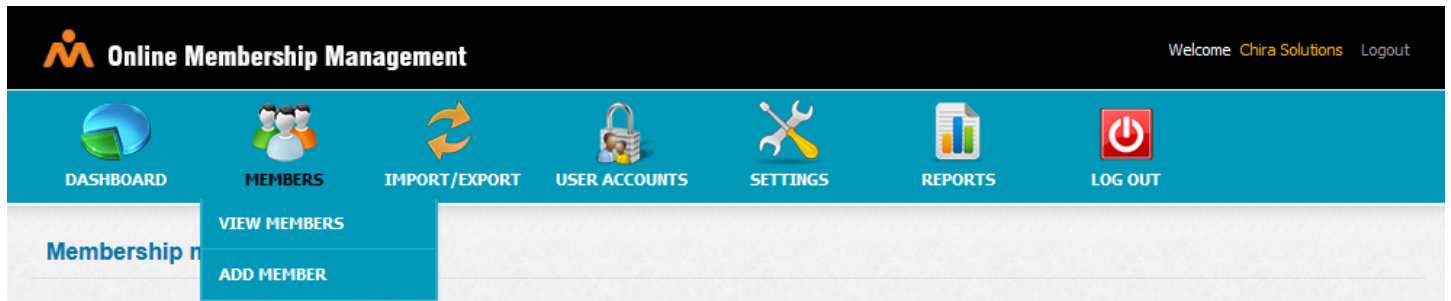 Online Membership Management
Welcome Chira Solutions Logout
DASHBOARD MEMBERS IMPORT/EXPORT USER ACCOUNTS SETTINGS REPORTS LOG OUT
VIEW MEMBERS
Membership
ADD MEMBER